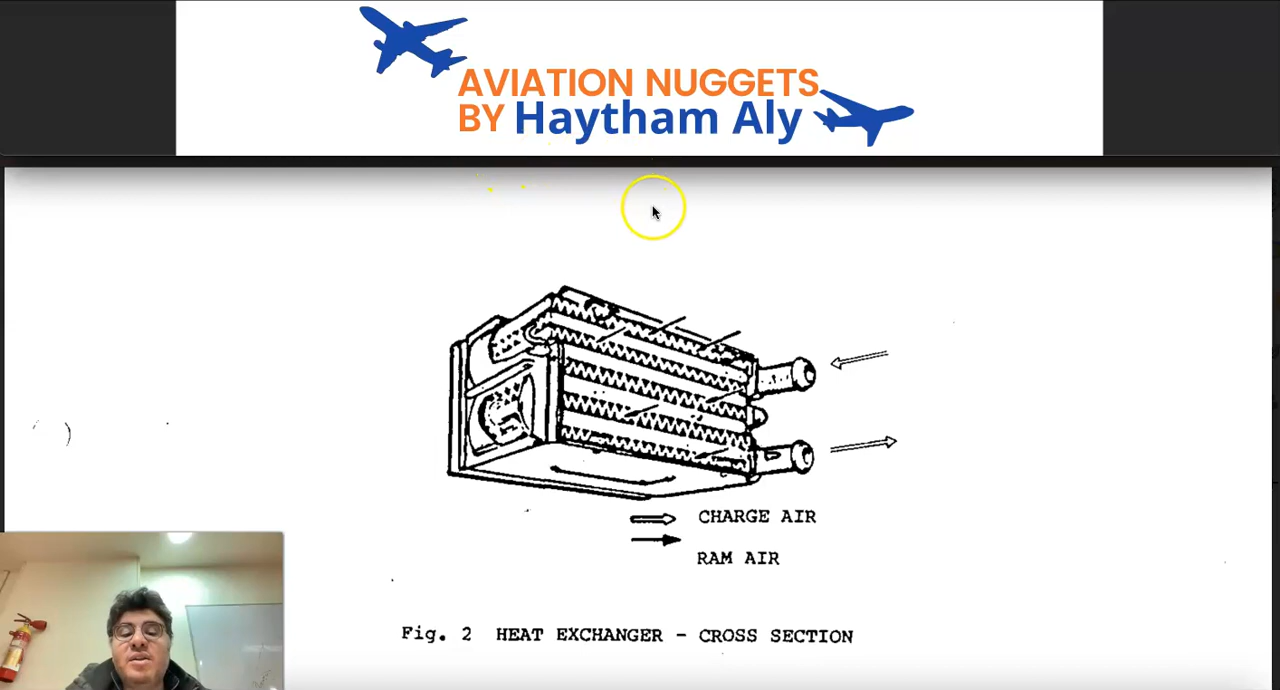 AVIATION NUGGETS
BY Haytham Aly
CHARGE AIR
RAM AIR
Fig. 2 HEAT EXCHANGER - CROSS SECTION